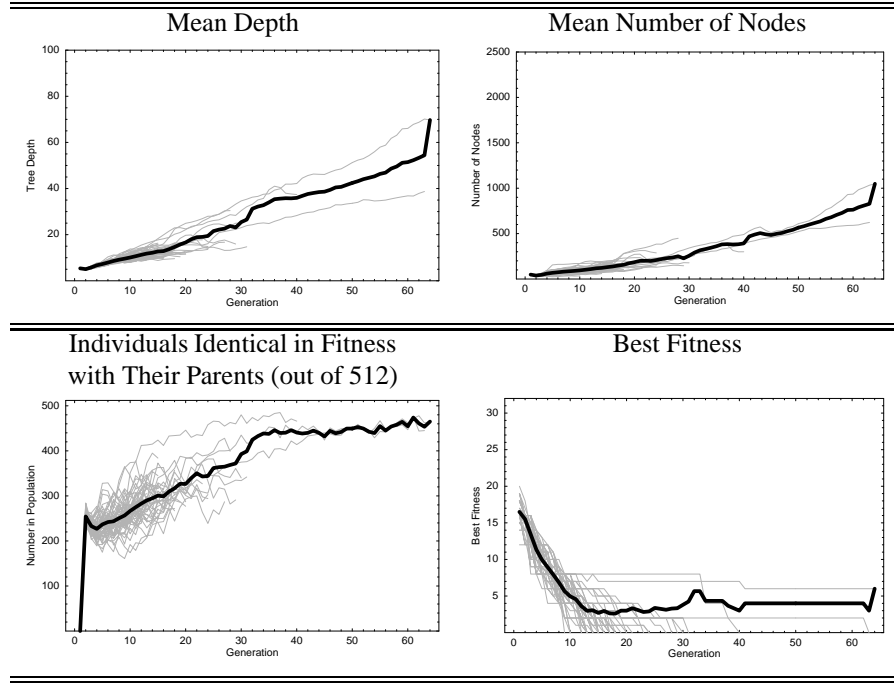 Mean Depth
100
80
60
40
20
0 10 20 30 40 50 60
Generation
Tree Depth
Mean Number of Nodes
2500
2000
1500
1000
500
0 10 20 30 40 50 60
Generation
Number of Nodes
Individuals Identical in Fitness
with Their Parents (out of 512)
500
400
300
200
100
0 10 20 30 40 50 60
Generation
Number in Population
Best Fitness
30
25
20
15
10
5
0 10 20 30 40 50 60
Generation
Best Fitness